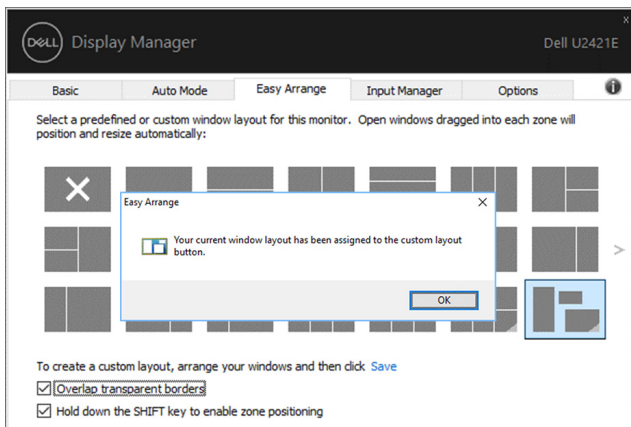 x
DELL Display Manager Dell U2421E
Basic Auto Mode Easy Arrange Input Manager Options
Select a predefined or custom window layout for this monitor. Open windows dragged into each zone will
position and resize automatically:
Easy Arrange
Your current window layout has been assigned to the custom layout
button.
OK
To create a custom layout, arrange your windows and then click Save
Overlap transparent borders
Hold down the SHIFT key to enable zone positioning